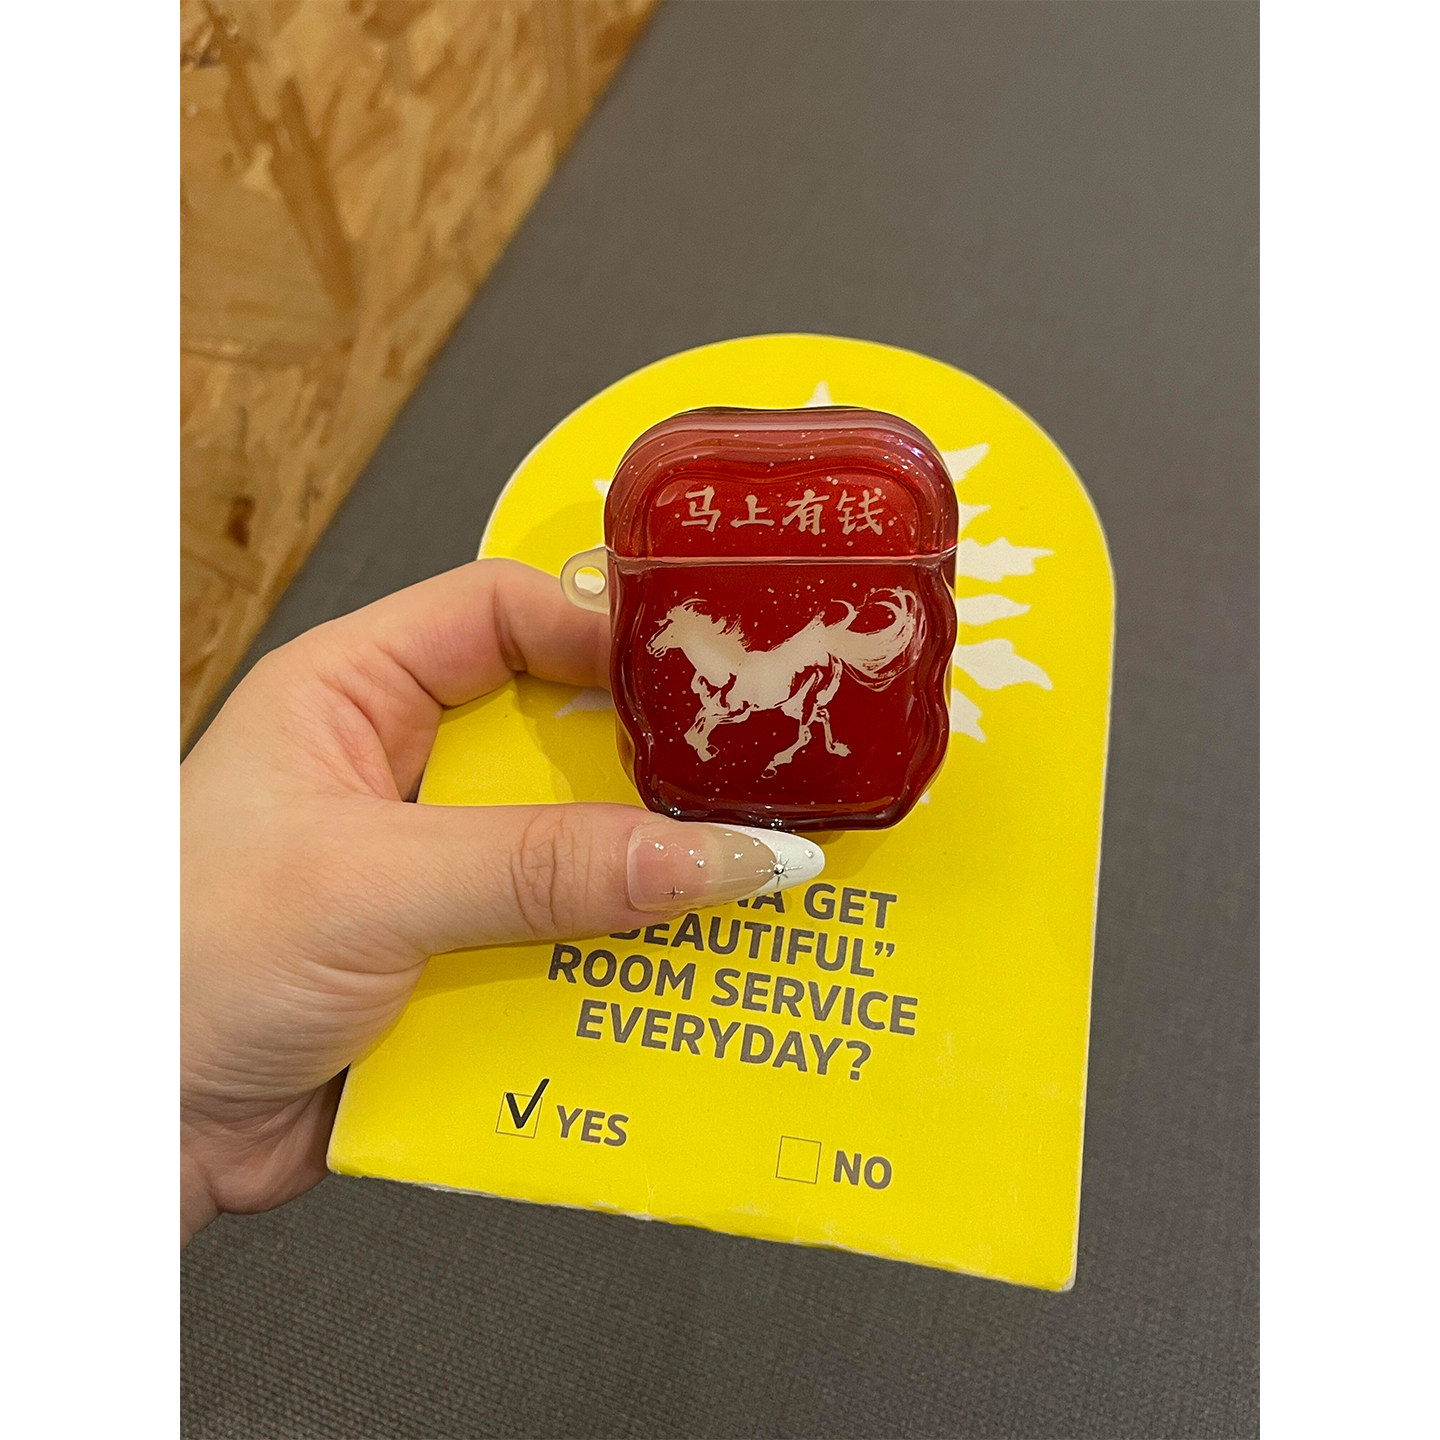 马上有钱
GET
BEAUTIFUL”
ROOM SERVICE
EVERYDAY?
YES
NO